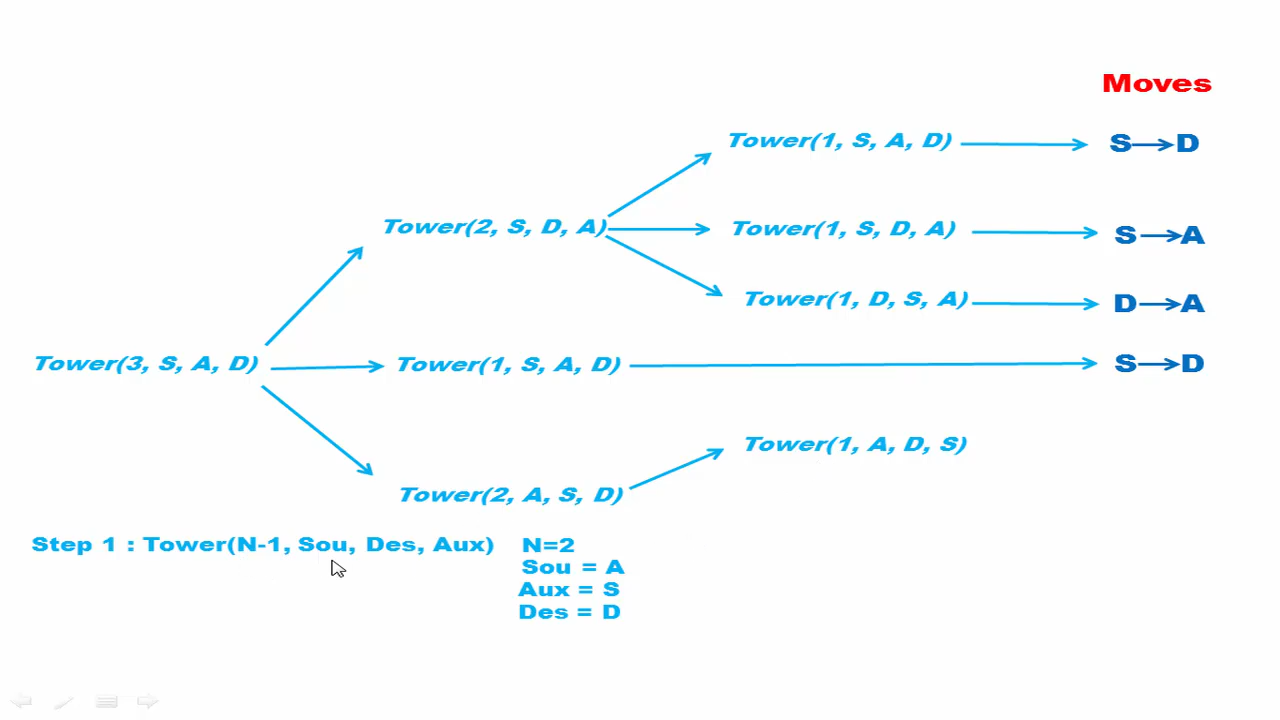 Moves
Tower(1, S, A, D) S→D
Tower(2, S, D, A) Tower(1, S, D, A) S→A
Tower(1, D, S, A) D→A
Tower(3, S, A, D) Tower(1, S, A, D) S→D
Tower(1, A, D, S)
Tower(2, A, S, D)
Step 1 : Tower(N-1, Sou, Des, Aux) N=2
Sou = A
Aux = S
Des = D